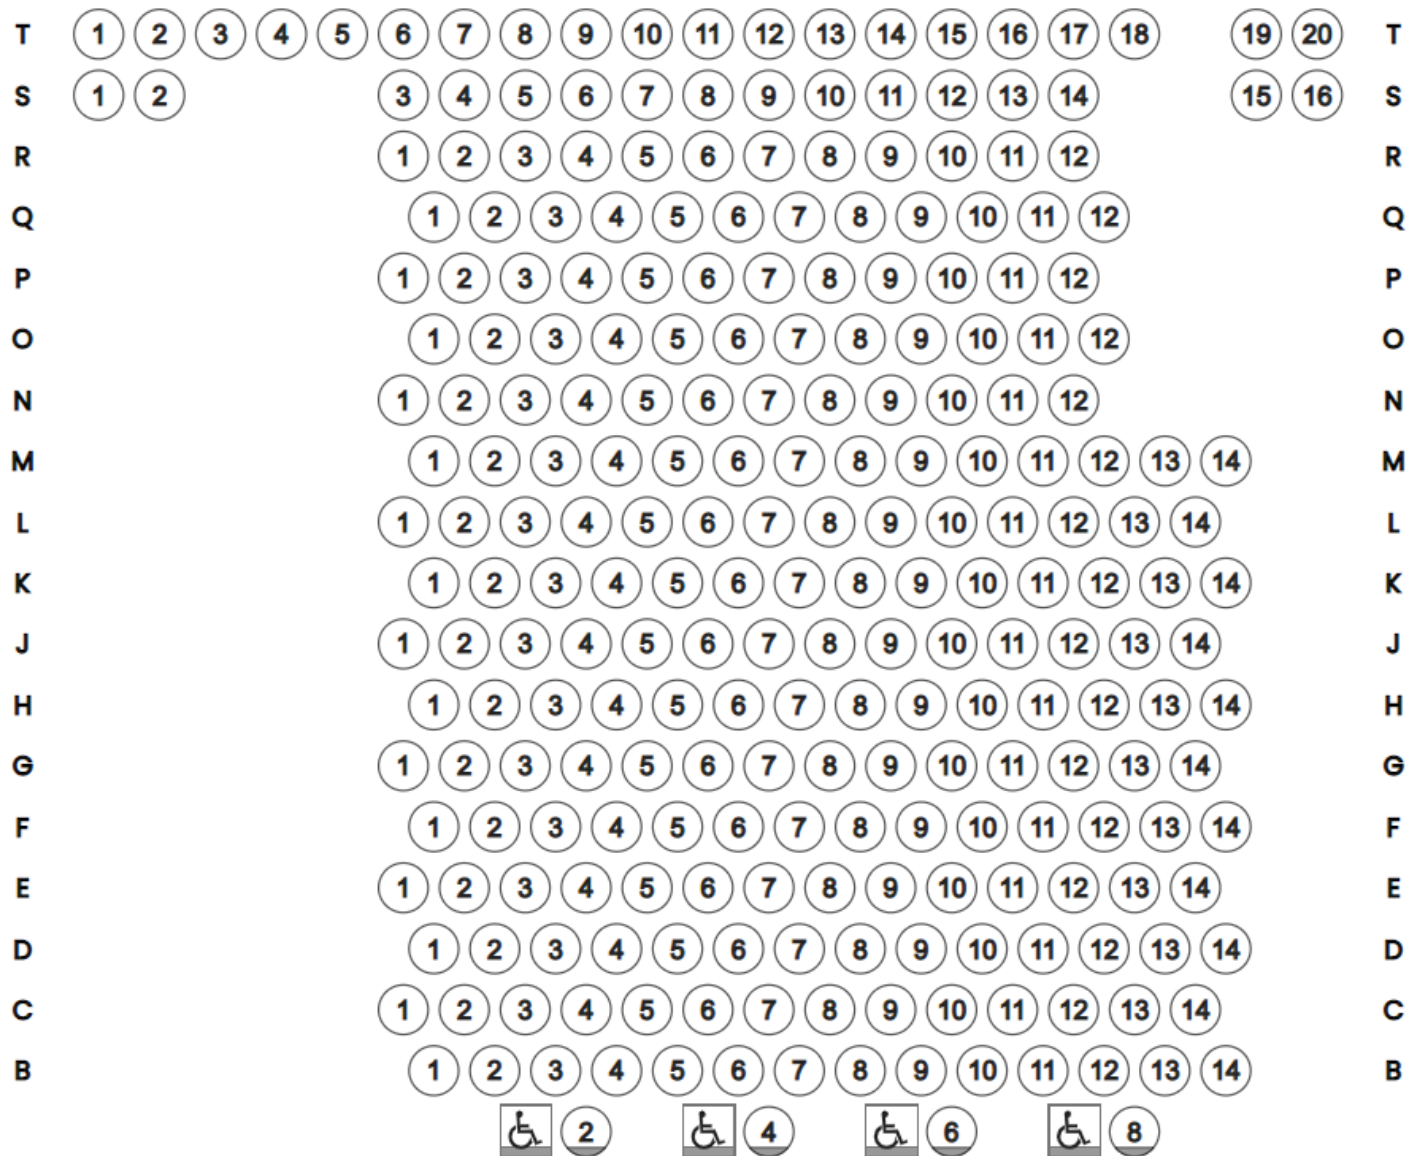 T 1 2 3 4 5 6 7 8 9 10 11 12 13 14 15 16 17 18 19 20 T
S 1 2 3 4 5 6 7 8 9 10 11 12 13 14 15 16 S
R 1 2 3 4 5 6 7 8 9 10 11 12 R
Q 1 2 3 4 5 6 7 8 9 10 11 12 Q
P 1 2 3 4 5 6 7 8 9 10 11 12 P
O 1 2 3 4 5 6 7 8 9 10 11 12 O
N 1 2 3 4 5 6 7 8 9 10 11 12 N
M 1 2 3 4 5 6 7 8 9 10 11 12 13 14 M
L 1 2 3 4 5 6 7 8 9 10 11 12 13 14 L
K 1 2 3 4 5 6 7 8 9 10 11 12 13 14 K
J 1 2 3 4 5 6 7 8 9 10 11 12 13 14 J
H 1 2 3 4 5 6 7 8 9 10 11 12 13 14 H
G 1 2 3 4 5 6 7 8 9 10 11 12 13 14 G
F 1 2 3 4 5 6 7 8 9 10 11 12 13 14 F
E 1 2 3 4 5 6 7 8 9 10 11 12 13 14 E
D 1 2 3 4 5 6 7 8 9 10 11 12 13 14 D
C 1 2 3 4 5 6 7 8 9 10 11 12 13 14 C
B 1 2 3 4 5 6 7 8 9 10 11 12 13 14 B
2 4 6 8